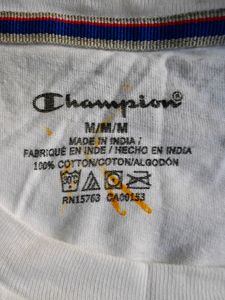 Champion®
M/M/M
MADE IN INDIA /
FABRIQUÉ EN INDE / HECHO EN INDIA
100% COTTON/COTON/ALGODÓN
RN15763 CA00153